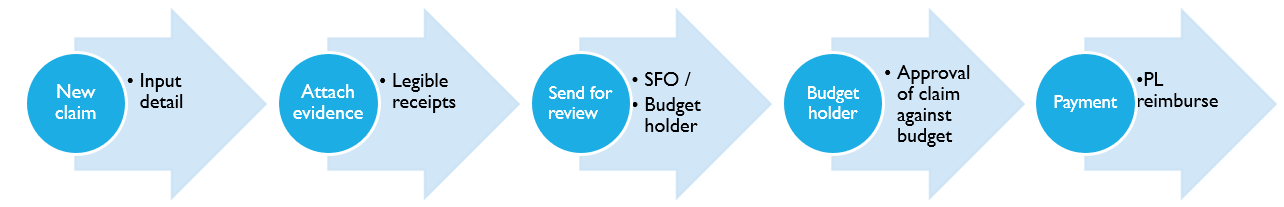 New
claim
• Input
detail
Attach
evidence
• Legible
receipts
Send for
review
• SFO /
• Budget
holder
Budget
holder
• Approval
of claim
against
budget
Payment
•PL
reimburse